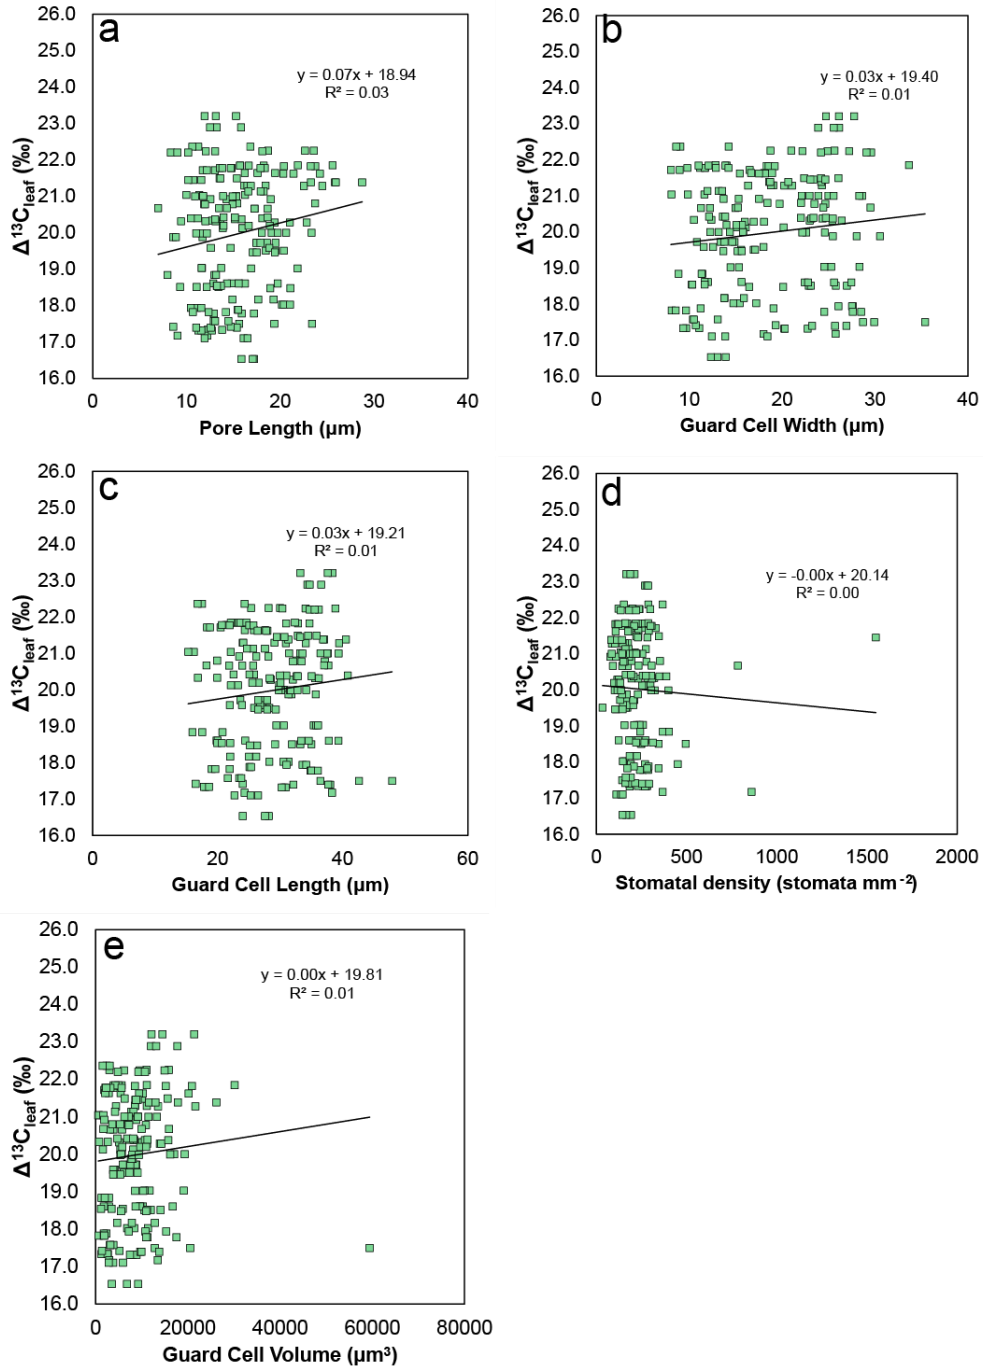 a
y = 0.07x + 18.94
R² = 0.03
Δ¹³C_leaf (‰)
26.0
25.0
24.0
23.0
22.0
21.0
20.0
19.0
18.0
17.0
16.0
0 10 20 30 40
Pore Length (µm)
b
y = 0.03x + 19.40
R² = 0.01
Δ¹³C_leaf (‰)
26.0
25.0
24.0
23.0
22.0
21.0
20.0
19.0
18.0
17.0
16.0
0 10 20 30 40
Guard Cell Width (µm)
c
y = 0.03x + 19.21
R² = 0.01
Δ¹³C_leaf (‰)
26.0
25.0
24.0
23.0
22.0
21.0
20.0
19.0
18.0
17.0
16.0
0 20 40 60
Guard Cell Length (µm)
d
y = -0.00x + 20.14
R² = 0.00
Δ¹³C_leaf (‰)
26.0
25.0
24.0
23.0
22.0
21.0
20.0
19.0
18.0
17.0
16.0
0 500 1000 1500 2000
Stomatal density (stomata mm⁻²)
e
y = 0.00x + 19.81
R² = 0.01
Δ¹³C_leaf (‰)
26.0
25.0
24.0
23.0
22.0
21.0
20.0
19.0
18.0
17.0
16.0
0 20000 40000 60000 80000
Guard Cell Volume (µm³)